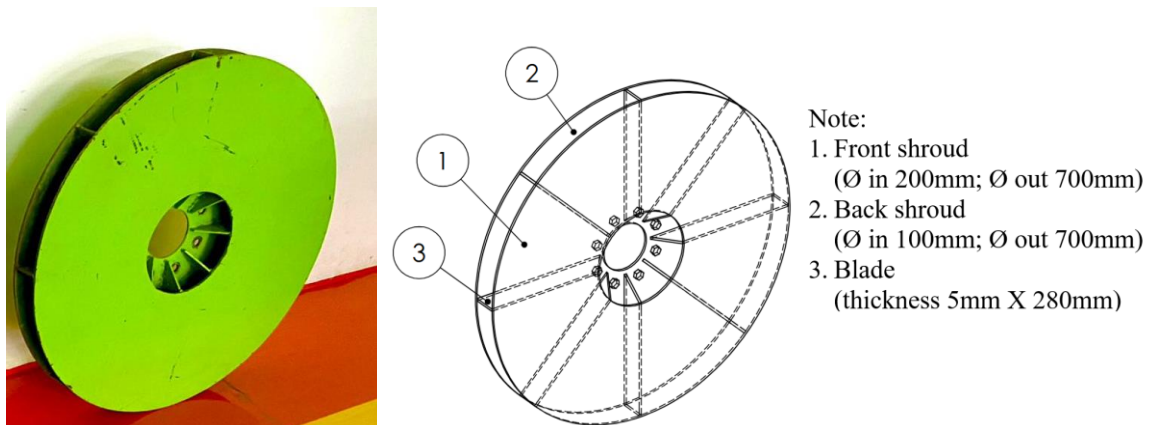 2
1
3
Note:
1. Front shroud
(Ø in 200mm; Ø out 700mm)
2. Back shroud
(Ø in 100mm; Ø out 700mm)
3. Blade
(thickness 5mm X 280mm)